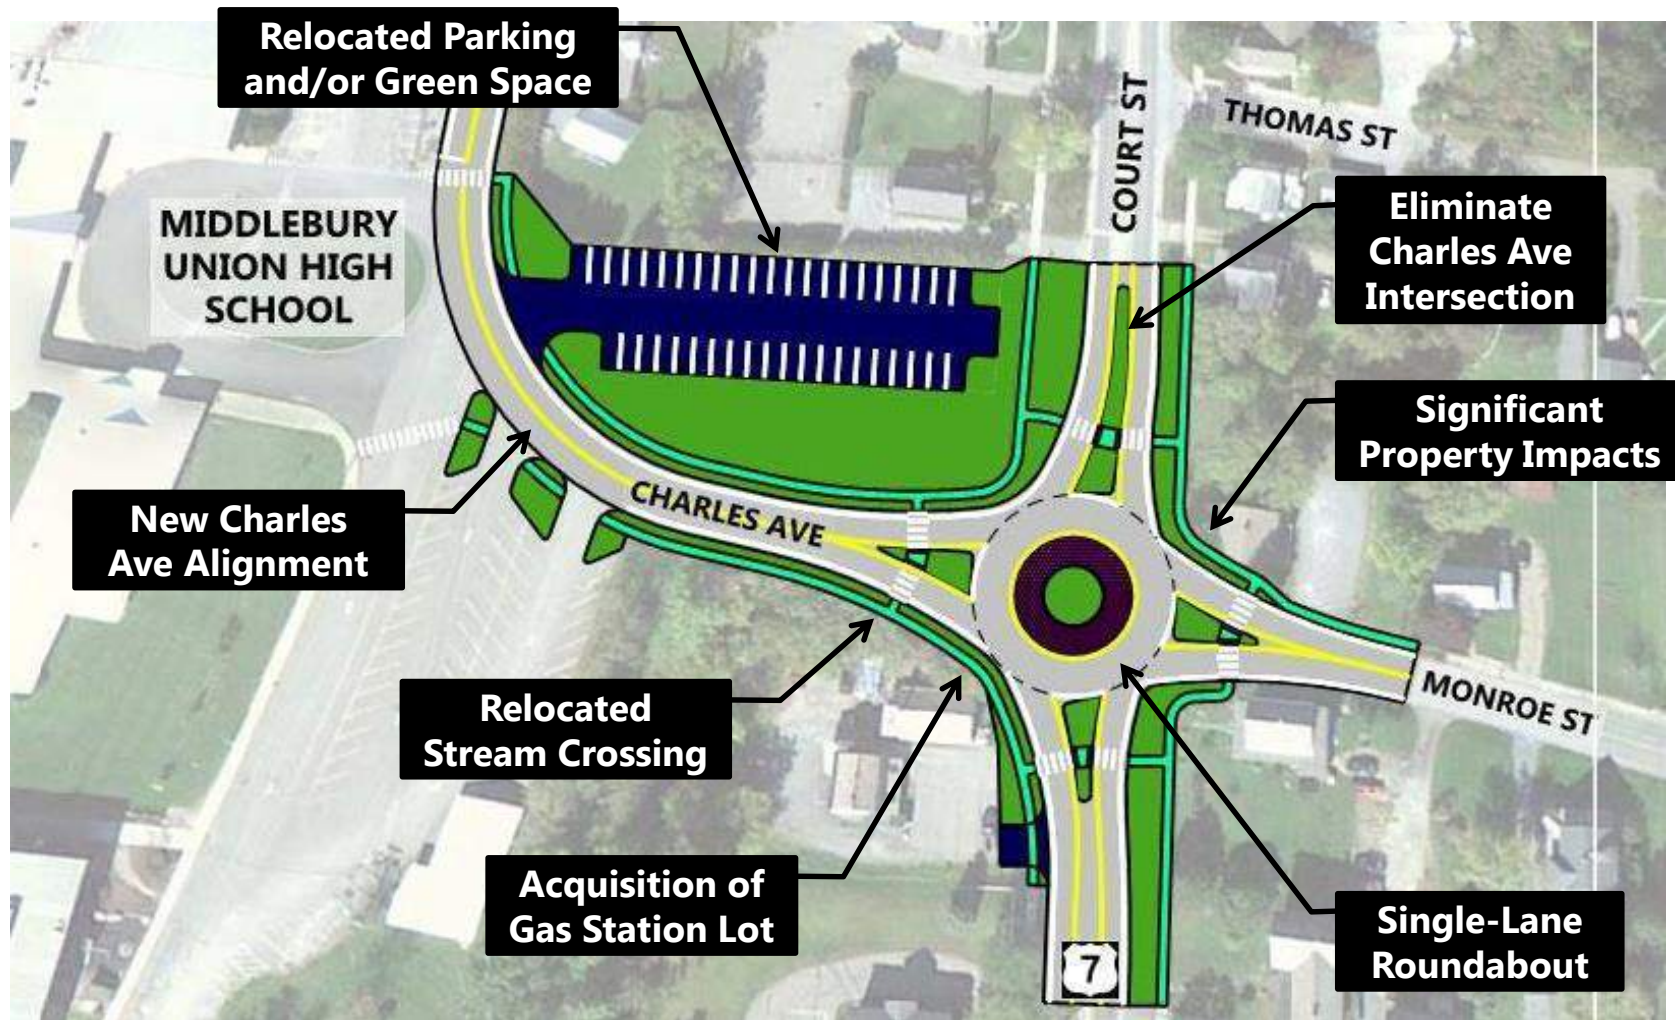 Relocated Parking
and/or Green Space
COURT ST
THOMAS ST
MIDDLEBURY
UNION HIGH
SCHOOL
Eliminate
Charles Ave
Intersection
Significant
Property Impacts
New Charles
Ave Alignment
CHARLES AVE
Relocated
Stream Crossing
MONROE ST
Acquisition of
Gas Station Lot
Single-Lane
Roundabout
7